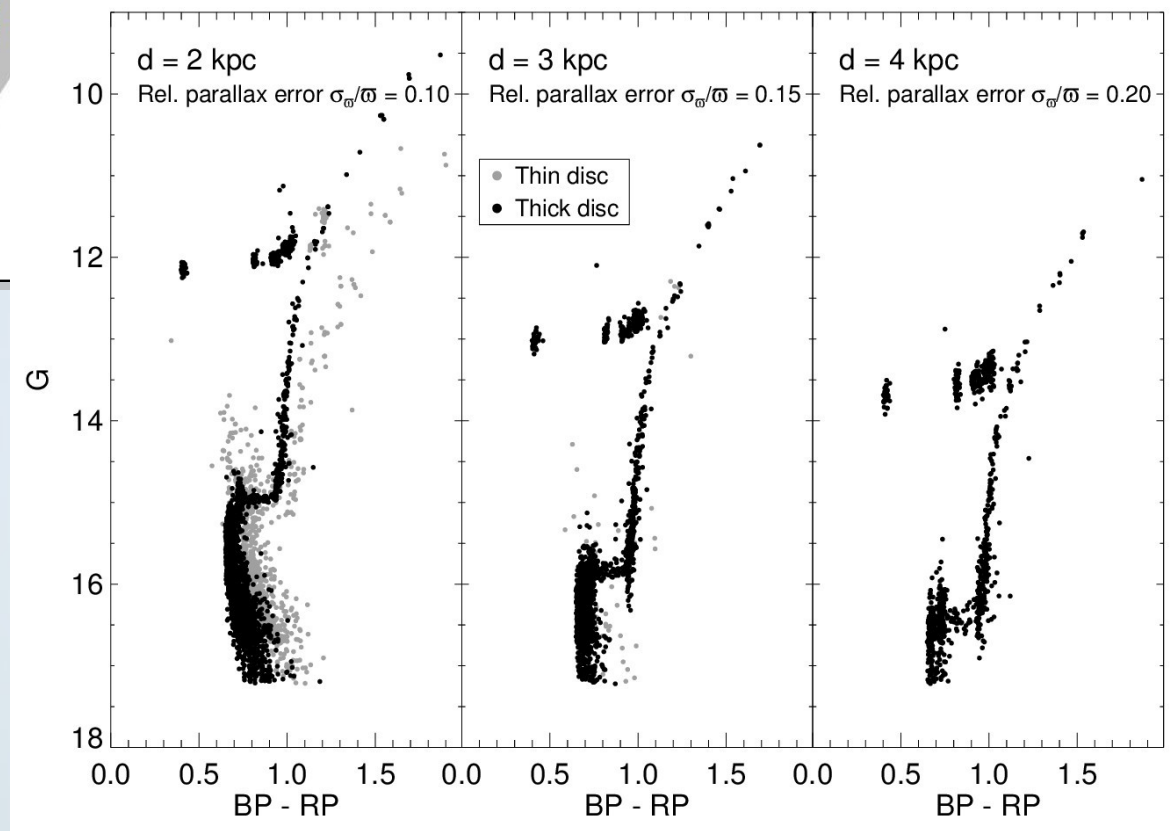 d = 2 kpc
Rel. parallax error σϖ/ϖ = 0.10
d = 3 kpc
Rel. parallax error σϖ/ϖ = 0.15
d = 4 kpc
Rel. parallax error σϖ/ϖ = 0.20
Thin disc
Thick disc
G
10
12
14
16
18
0.0 0.5 1.0 1.5 0.0 0.5 1.0 1.5 0.0 0.5 1.0 1.5
BP - RP BP - RP BP - RP